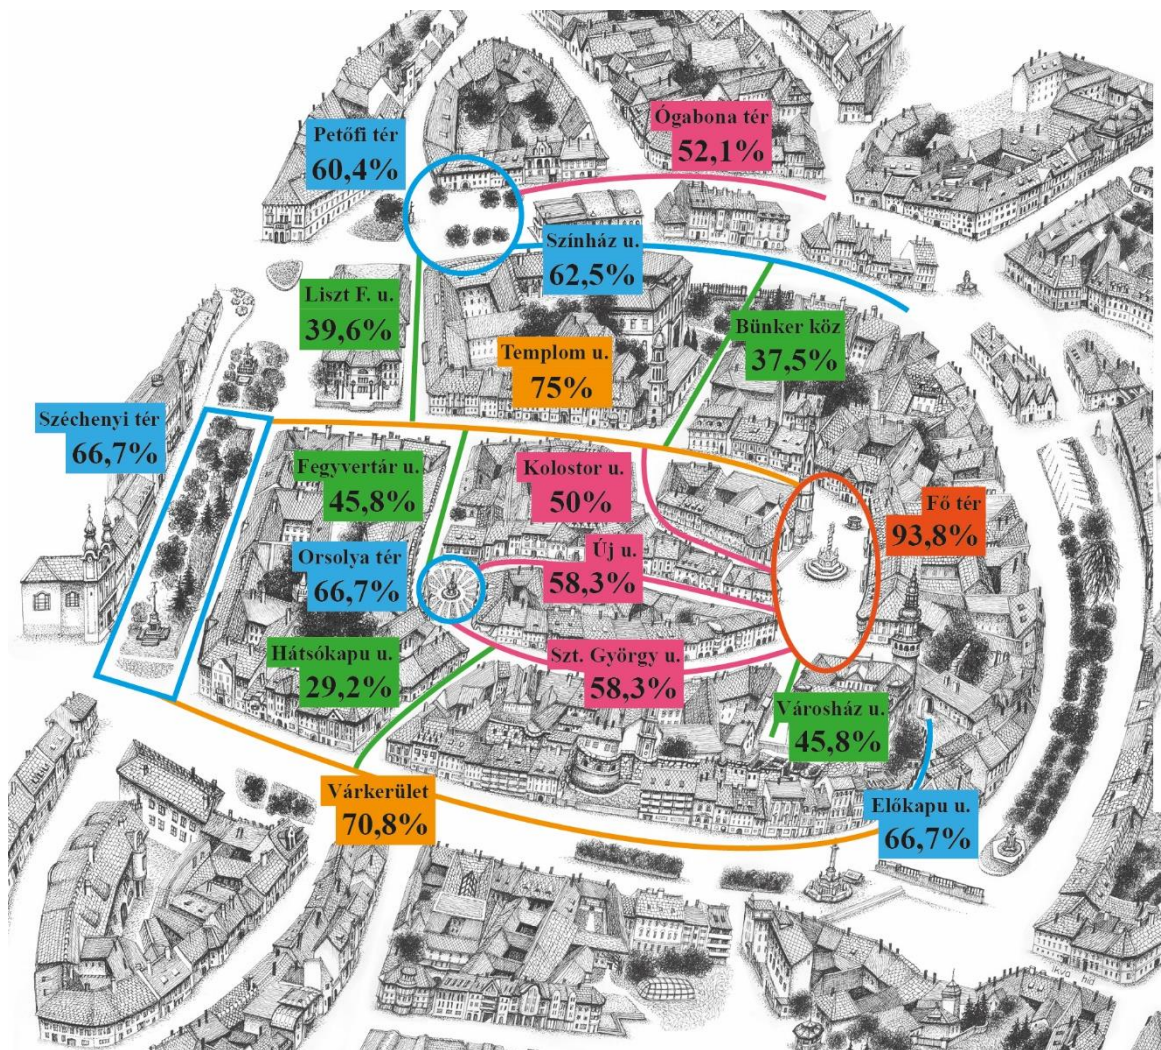 Ógabona tér
52,1%
Petőfi tér
60,4%
Színház u.
62,5%
Liszt F. u.
39,6%
Bünker köz
37,5%
Templom u.
75%
Széchenyi tér
66,7%
Fegyvertár u.
45,8%
Kolostor u.
50%
Fő tér
93,8%
Orsolya tér
66,7%
Új u.
58,3%
Hátsókapu u.
29,2%
Szt. György u.
58,3%
Városház u.
45,8%
Várkerület
70,8%
Előkapu u.
66,7%